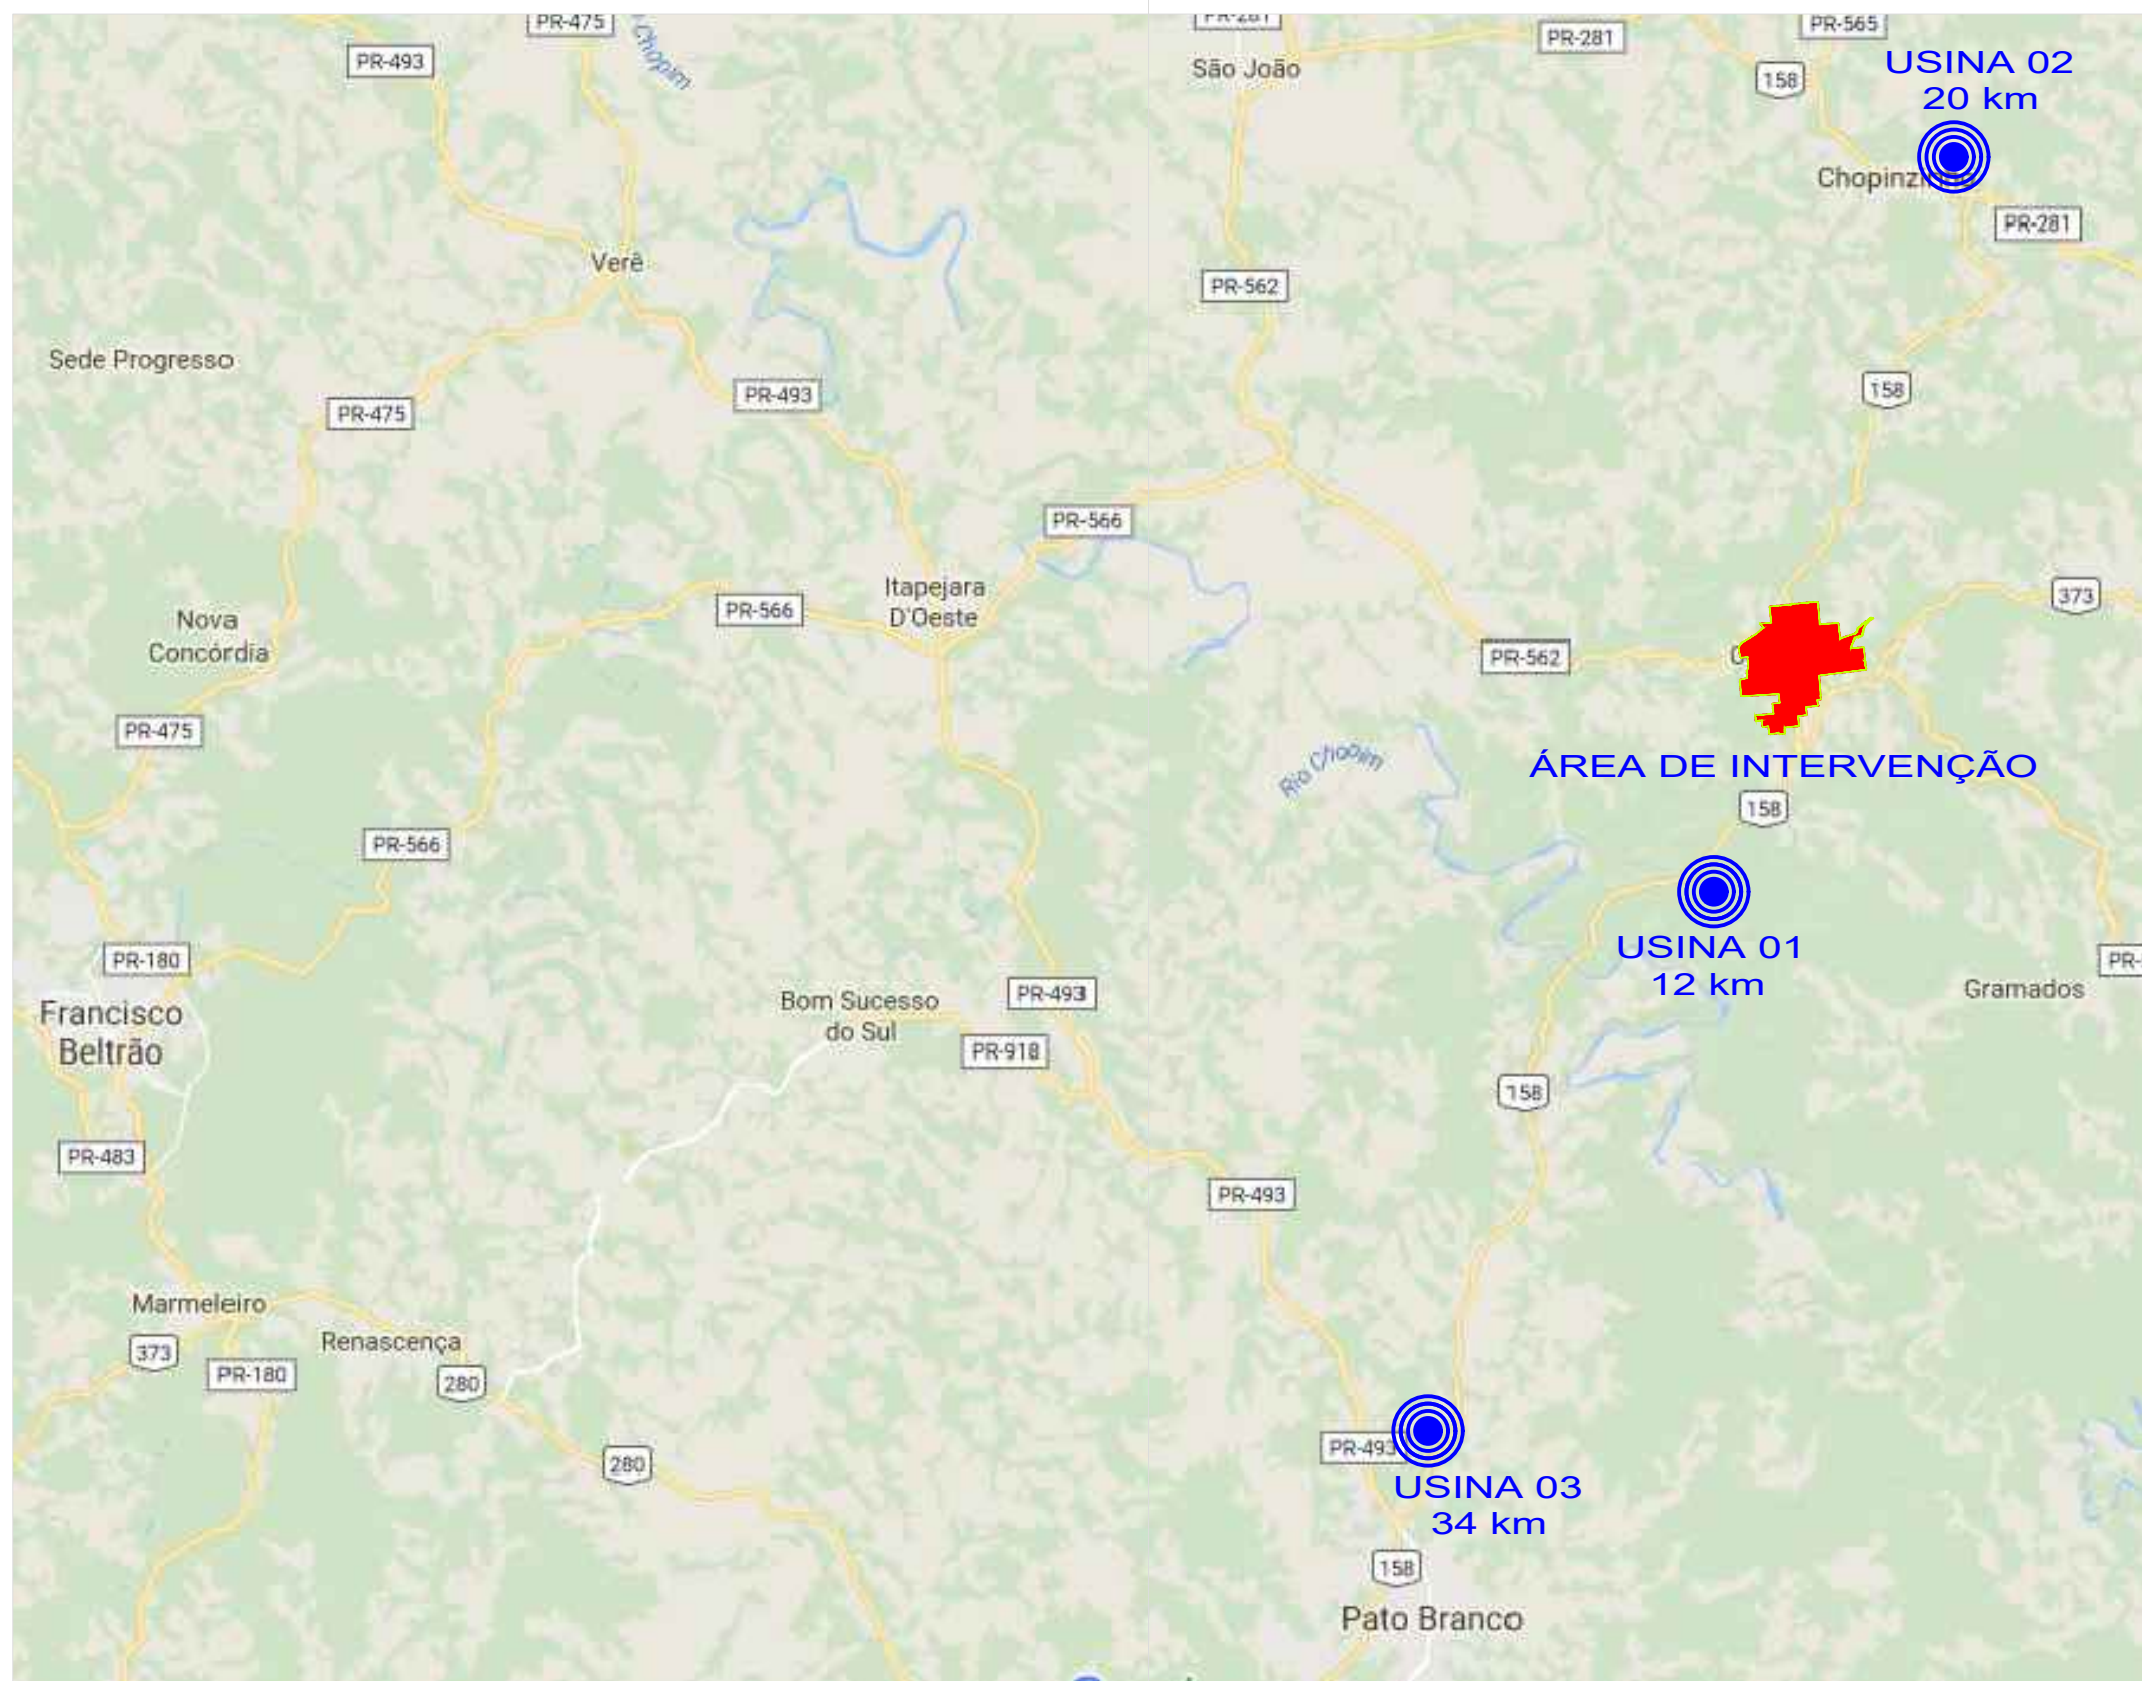 PR-475
PR-281
PR-565
Chopim
PR-493
PR-281
São João
158
USINA 02
20 km
Chopinzinho
PR-281
Verê
PR-562
Sede Progresso
158
PR-475
PR-493
PR-566
Itapejara
D'Oeste
PR-566
373
Nova
Concórdia
PR-562
PR-475
Rio Chopim
ÁREA DE INTERVENÇÃO
158
PR-566
USINA 01
12 km
PR-180
Gramados
PR-
Francisco
Beltrão
Bom Sucesso
do Sul
PR-493
PR-918
158
PR-483
PR-493
Marmeleiro
373
Renascença
PR-180
280
280
PR-493
USINA 03
34 km
158
Pato Branco